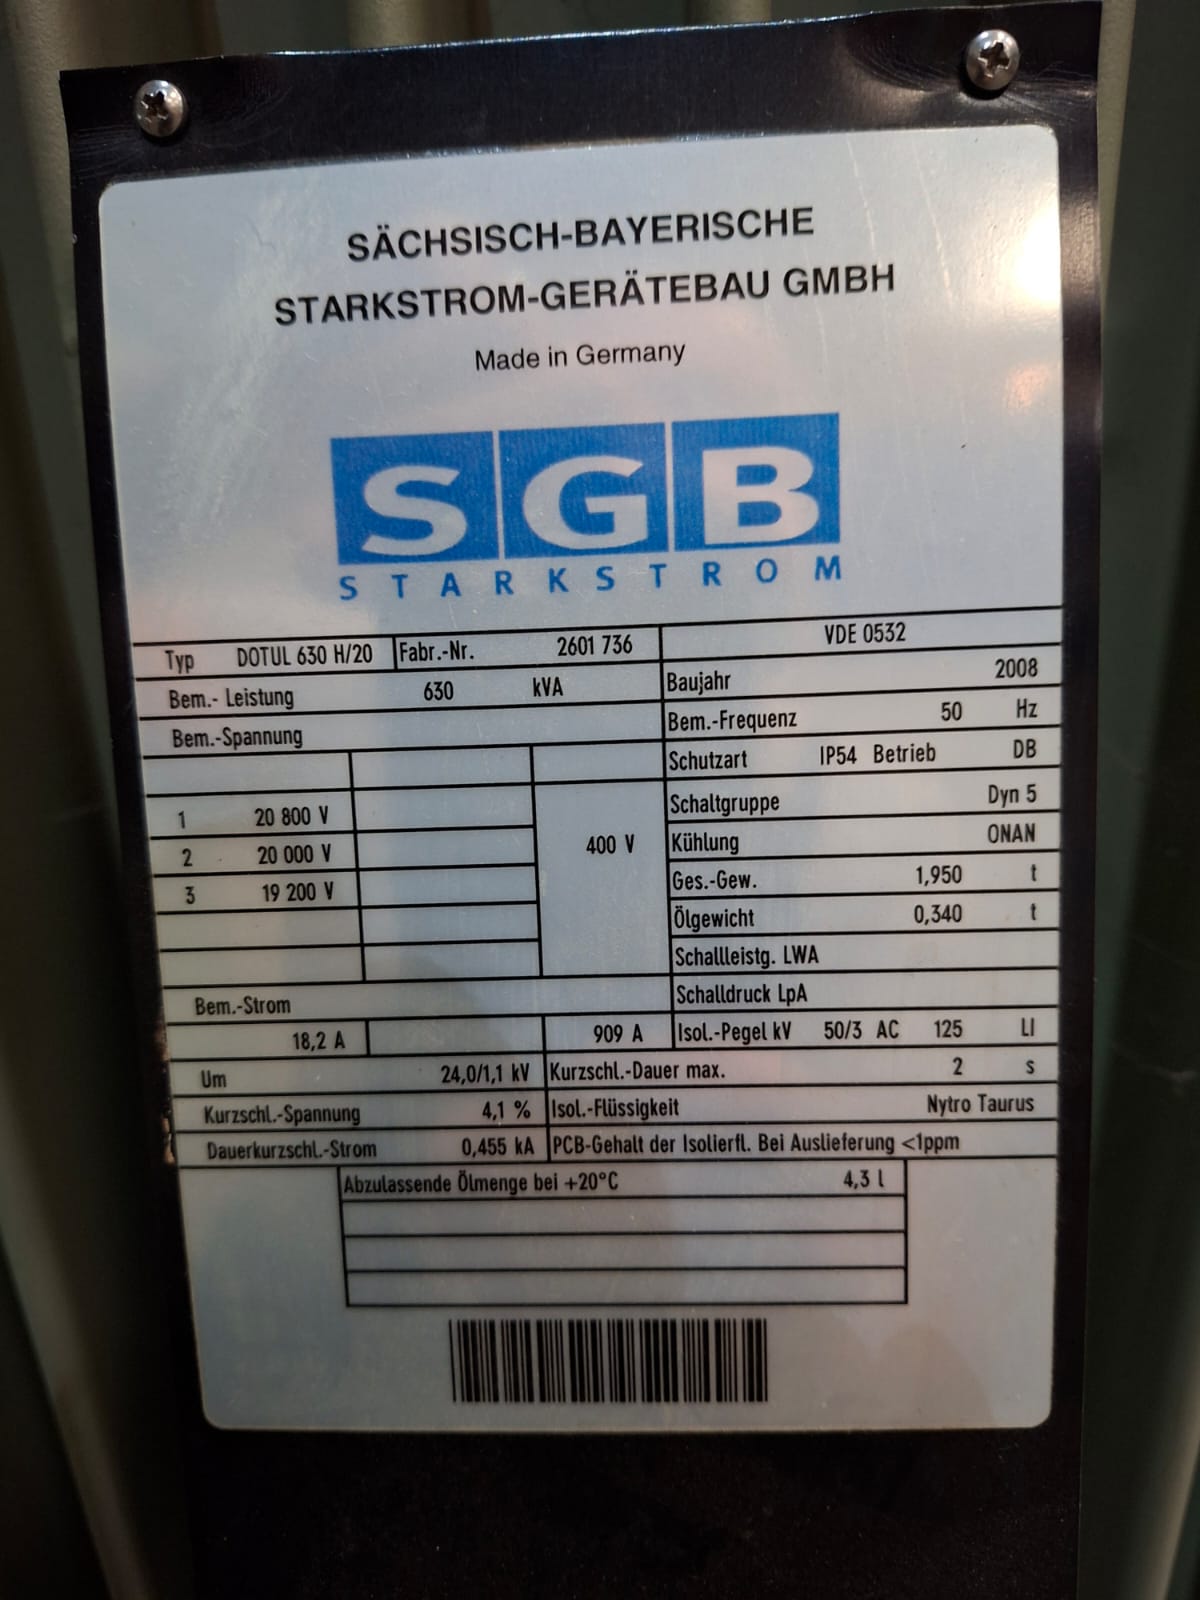 SÄCHSISCH-BAYERISCHE
STARKSTROM-GERÄTEBAU GMBH
Made in Germany
SGB
STARKSTROM
Typ DOTUL 630 H/20 Fabr.-Nr. 2601 736 VDE 0532
Bem.- Leistung 630 kVA Baujahr 2008
Bem.-Spannung Bem.-Frequenz 50 Hz
Schutzart IP54 Betrieb DB
1 20 800 V Schaltgruppe Dyn 5
2 20 000 V 400 V Kühlung ONAN
3 19 200 V Ges.-Gew. 1,950 t
Ölgewicht 0,340 t
Schallleistg. LWA
Bem.-Strom Schalldruck LpA
18,2 A 909 A Isol.-Pegel kV 50/3 AC 125 LI
Um 24,0/1,1 kV Kurzschl.-Dauer max. 2 s
Kurzschl.-Spannung 4,1 % Isol.-Flüssigkeit Nytro Taurus
Dauerkurzschl.-Strom 0,455 kA PCB-Gehalt der Isolierfl. Bei Auslieferung <1ppm
Abzulassende Ölmenge bei +20°C 4,3 l